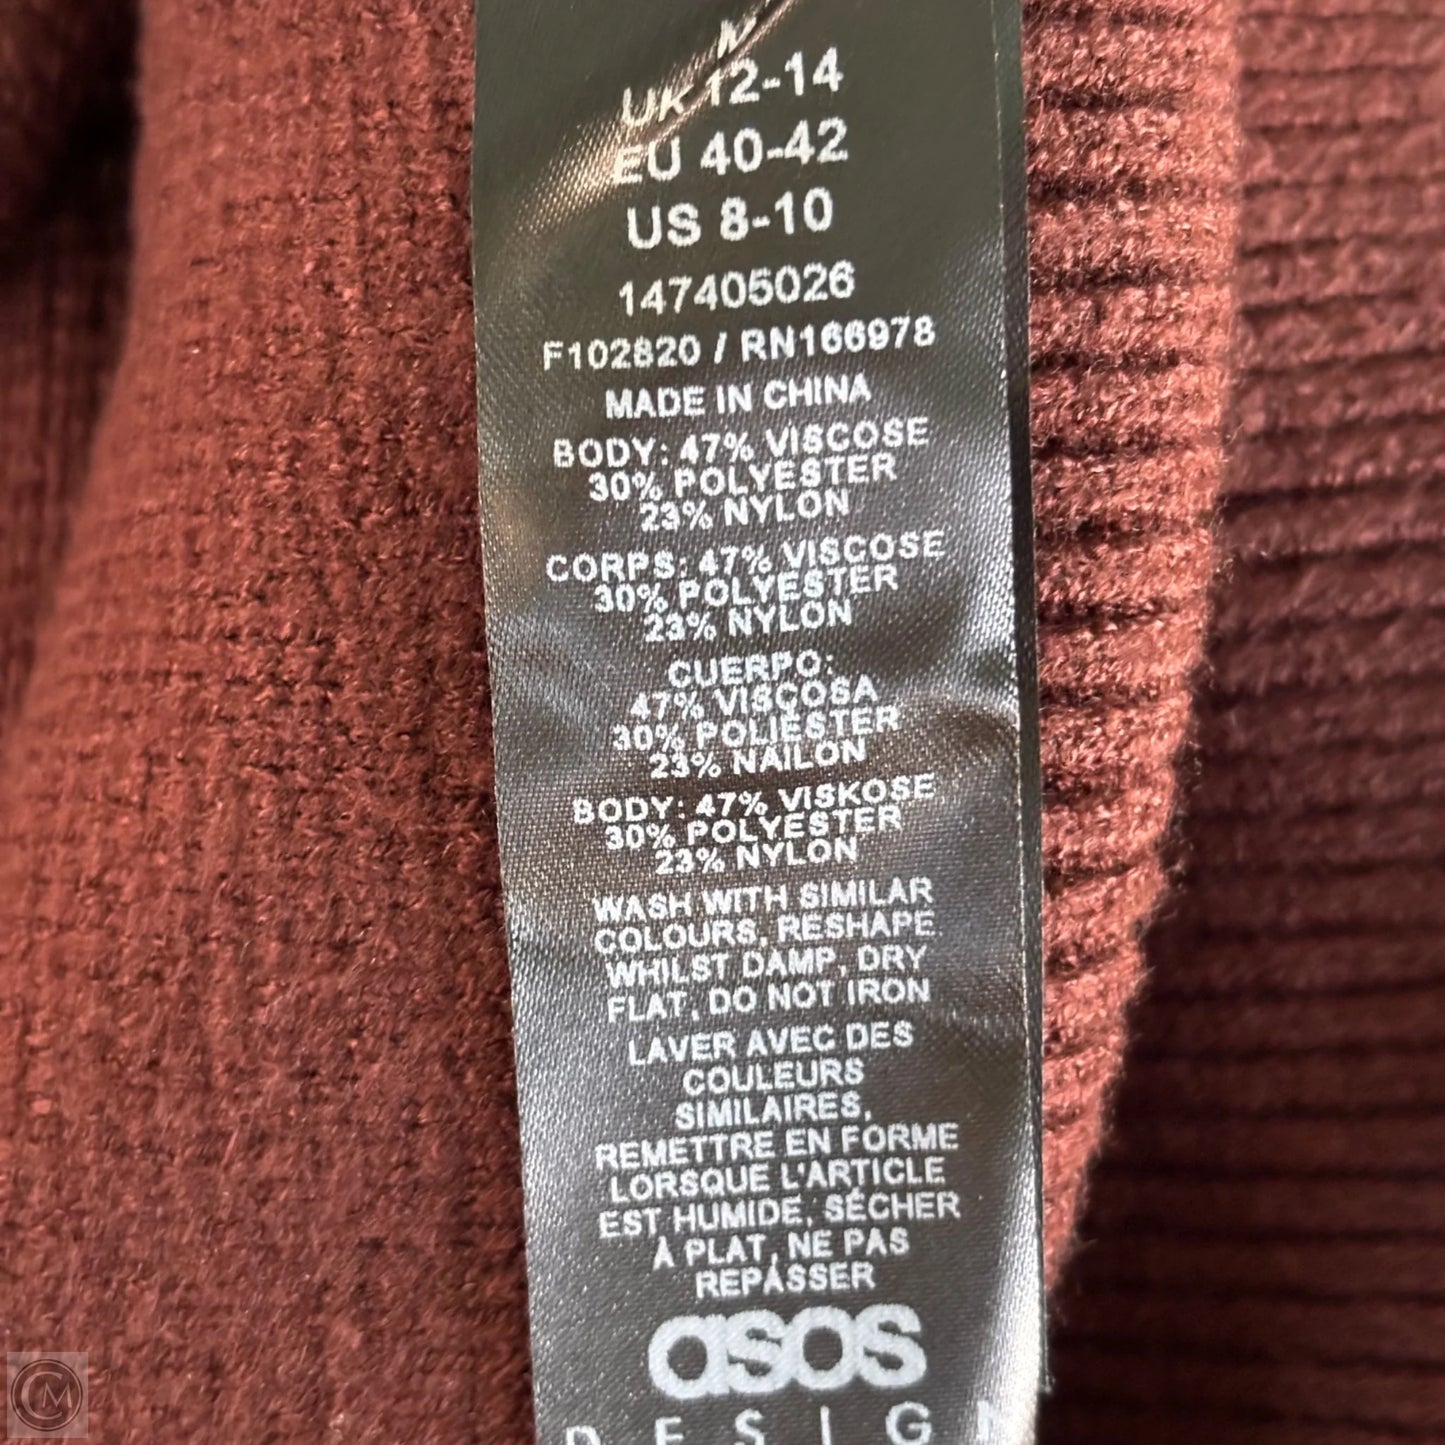 M
UK 12-14
EU 40-42
US 8-10
147405026
F102820 / RN166978
MADE IN CHINA
BODY: 47% VISCOSE
30% POLYESTER
23% NYLON
CORPS: 47% VISCOSE
30% POLYESTER
23% NYLON
CUERPO:
47% VISCOSA
30% POLIÉSTER
23% NAILON
BODY: 47% VISKOSE
30% POLYESTER
23% NYLON
WASH WITH SIMILAR
COLOURS, RESHAPE
WHILST DAMP, DRY
FLAT, DO NOT IRON
LAVER AVEC DES
COULEURS
SIMILAIRES,
REMETTRE EN FORME
LORSQUE L'ARTICLE
EST HUMIDE, SÉCHER
À PLAT, NE PAS
REPASSER
asos
DESIGN
CM